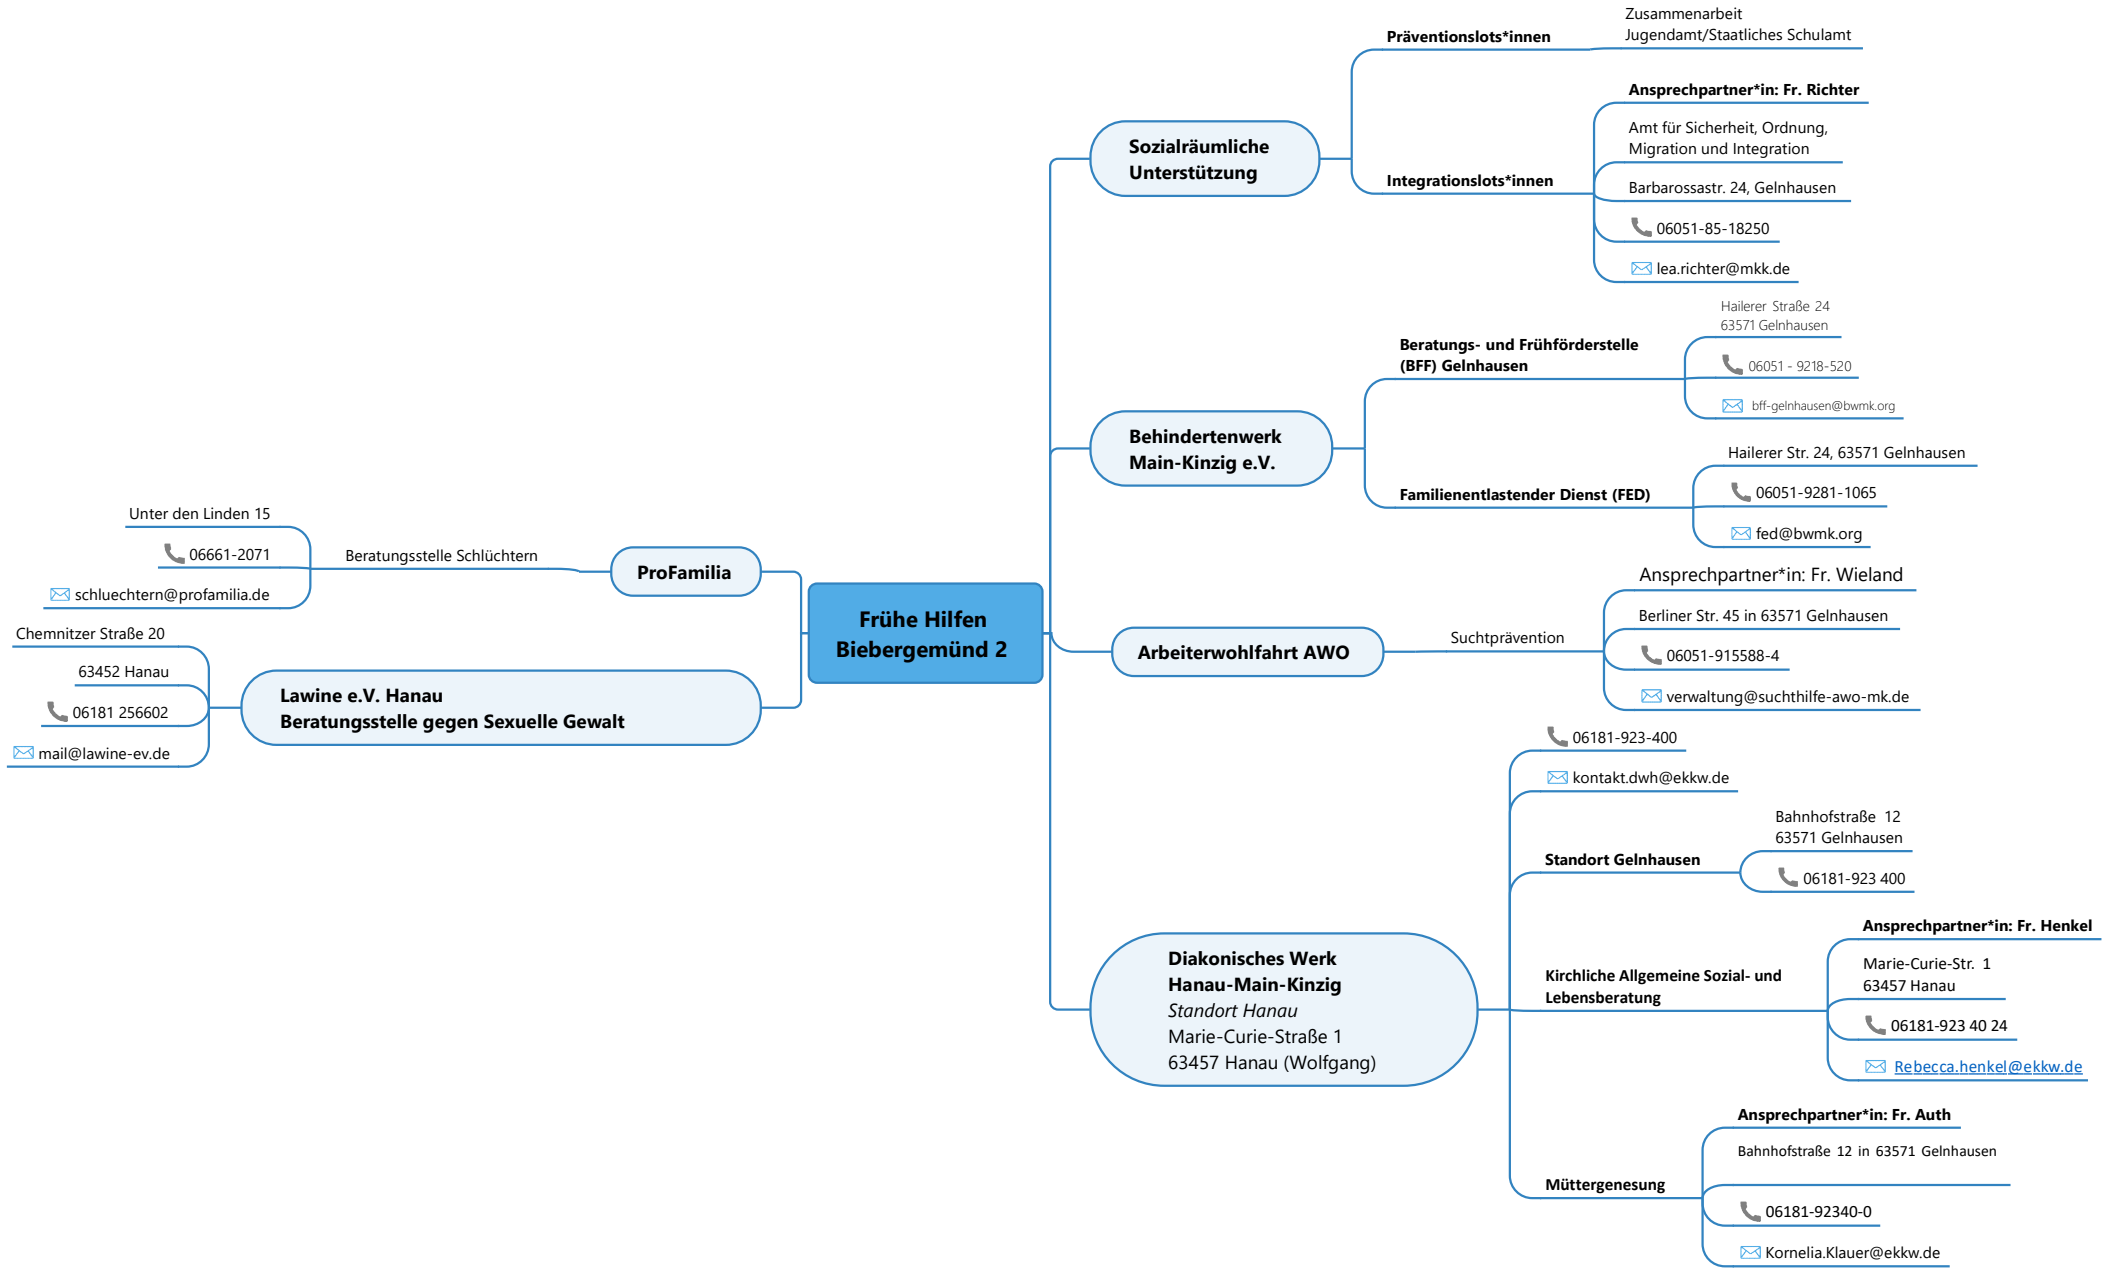 Frühe Hilfen
Biebergemünd 2
Sozialräumliche
Unterstützung
Präventionslots*innen
Zusammenarbeit
Jugendamt/Staatliches Schulamt
Integrationslots*innen
Ansprechpartner*in: Fr. Richter
Amt für Sicherheit, Ordnung,
Migration und Integration
Barbarossastr. 24, Gelnhausen
06051-85-18250
lea.richter@mkk.de
Behindertenwerk
Main-Kinzig e.V.
Beratungs- und Frühförderstelle
(BFF) Gelnhausen
Hailerer Straße 24
63571 Gelnhausen
06051 - 9218-520
bff-gelnhausen@bwmk.org
Familienentlastender Dienst (FED)
Hailerer Str. 24, 63571 Gelnhausen
06051-9281-1065
fed@bwmk.org
Arbeiterwohlfahrt AWO
Suchtprävention
Ansprechpartner*in: Fr. Wieland
Berliner Str. 45 in 63571 Gelnhausen
06051-915588-4
verwaltung@suchthilfe-awo-mk.de
Diakonisches Werk
Hanau-Main-Kinzig
Standort Hanau
Marie-Curie-Straße 1
63457 Hanau (Wolfgang)
06181-923-400
kontakt.dwh@ekkw.de
Standort Gelnhausen
Bahnhofstraße 12
63571 Gelnhausen
06181-923 400
Kirchliche Allgemeine Sozial- und
Lebensberatung
Ansprechpartner*in: Fr. Henkel
Marie-Curie-Str. 1
63457 Hanau
06181-923 40 24
Rebecca.henkel@ekkw.de
Müttergenesung
Ansprechpartner*in: Fr. Auth
Bahnhofstraße 12 in 63571 Gelnhausen
06181-92340-0
Kornelia.Klauer@ekkw.de
ProFamilia
Beratungsstelle Schlüchtern
Unter den Linden 15
06661-2071
schluechtern@profamilia.de
Lawine e.V. Hanau
Beratungsstelle gegen Sexuelle Gewalt
Chemnitzer Straße 20
63452 Hanau
06181 256602
mail@lawine-ev.de